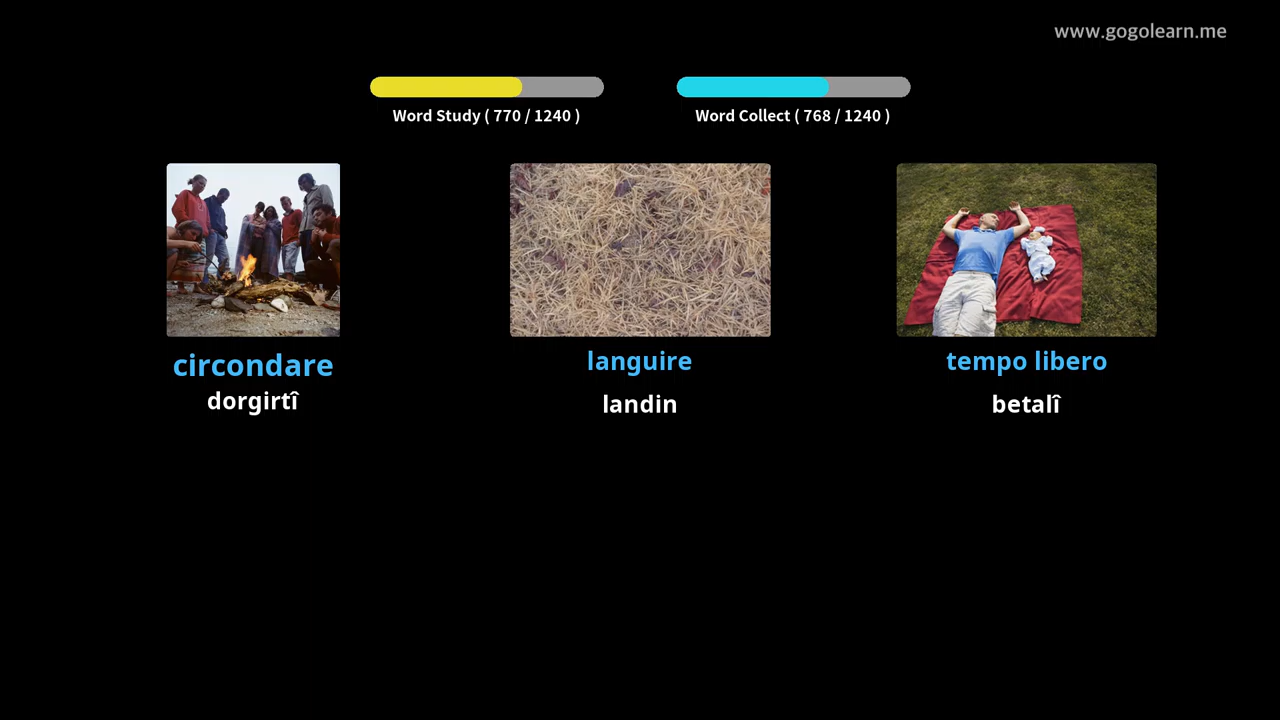 www.gogolearn.me
Word Study ( 770 / 1240 )
Word Collect ( 768 / 1240 )
circondare
dorgirtî
languire
landin
tempo libero
betalî